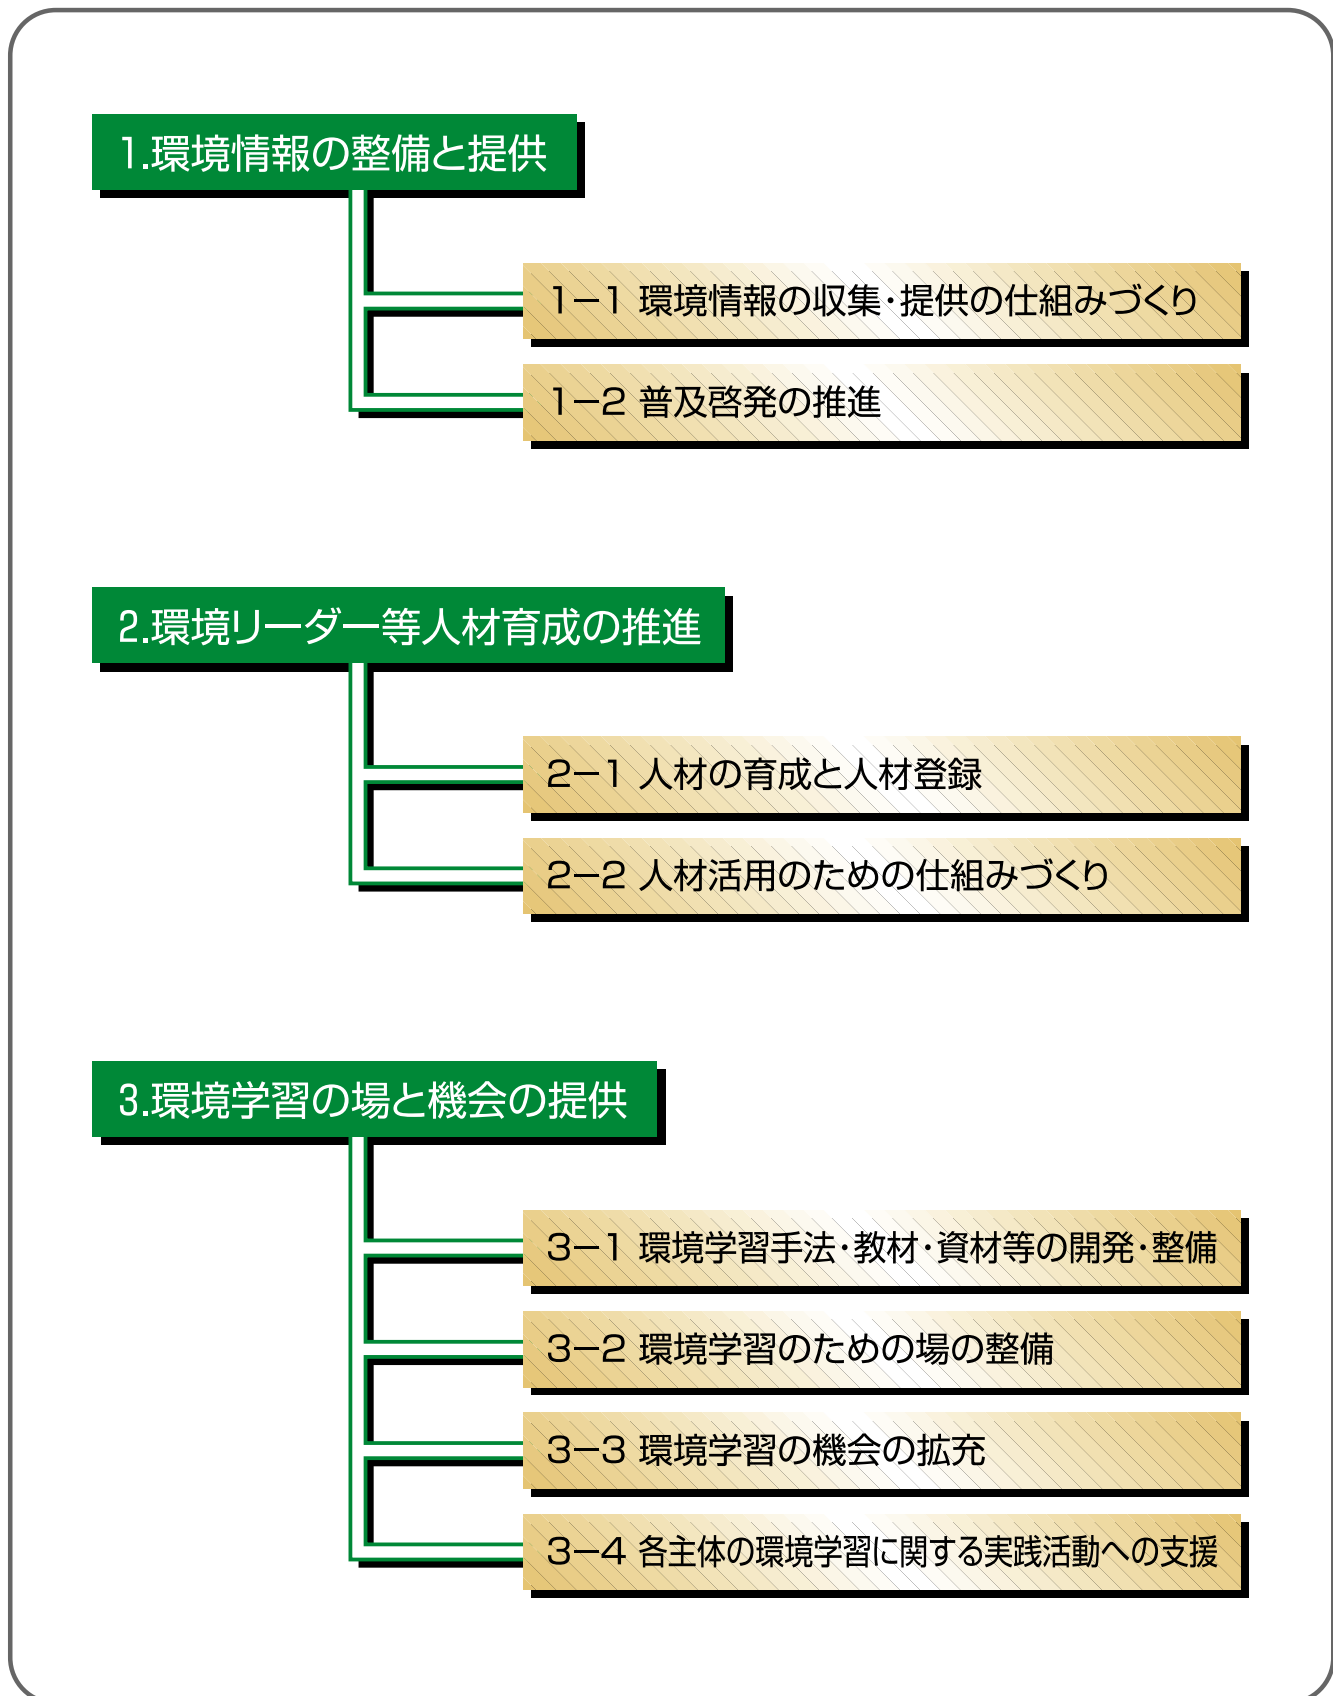 1.環境情報の整備と提供
1−1 環境情報の収集・提供の仕組みづくり
1−2 普及啓発の推進
2.環境リーダー等人材育成の推進
2−1 人材の育成と人材登録
2−2 人材活用のための仕組みづくり
3.環境学習の場と機会の提供
3−1 環境学習手法・教材・資材等の開発・整備
3−2 環境学習のための場の整備
3−3 環境学習の機会の拡充
3−4 各主体の環境学習に関する実践活動への支援